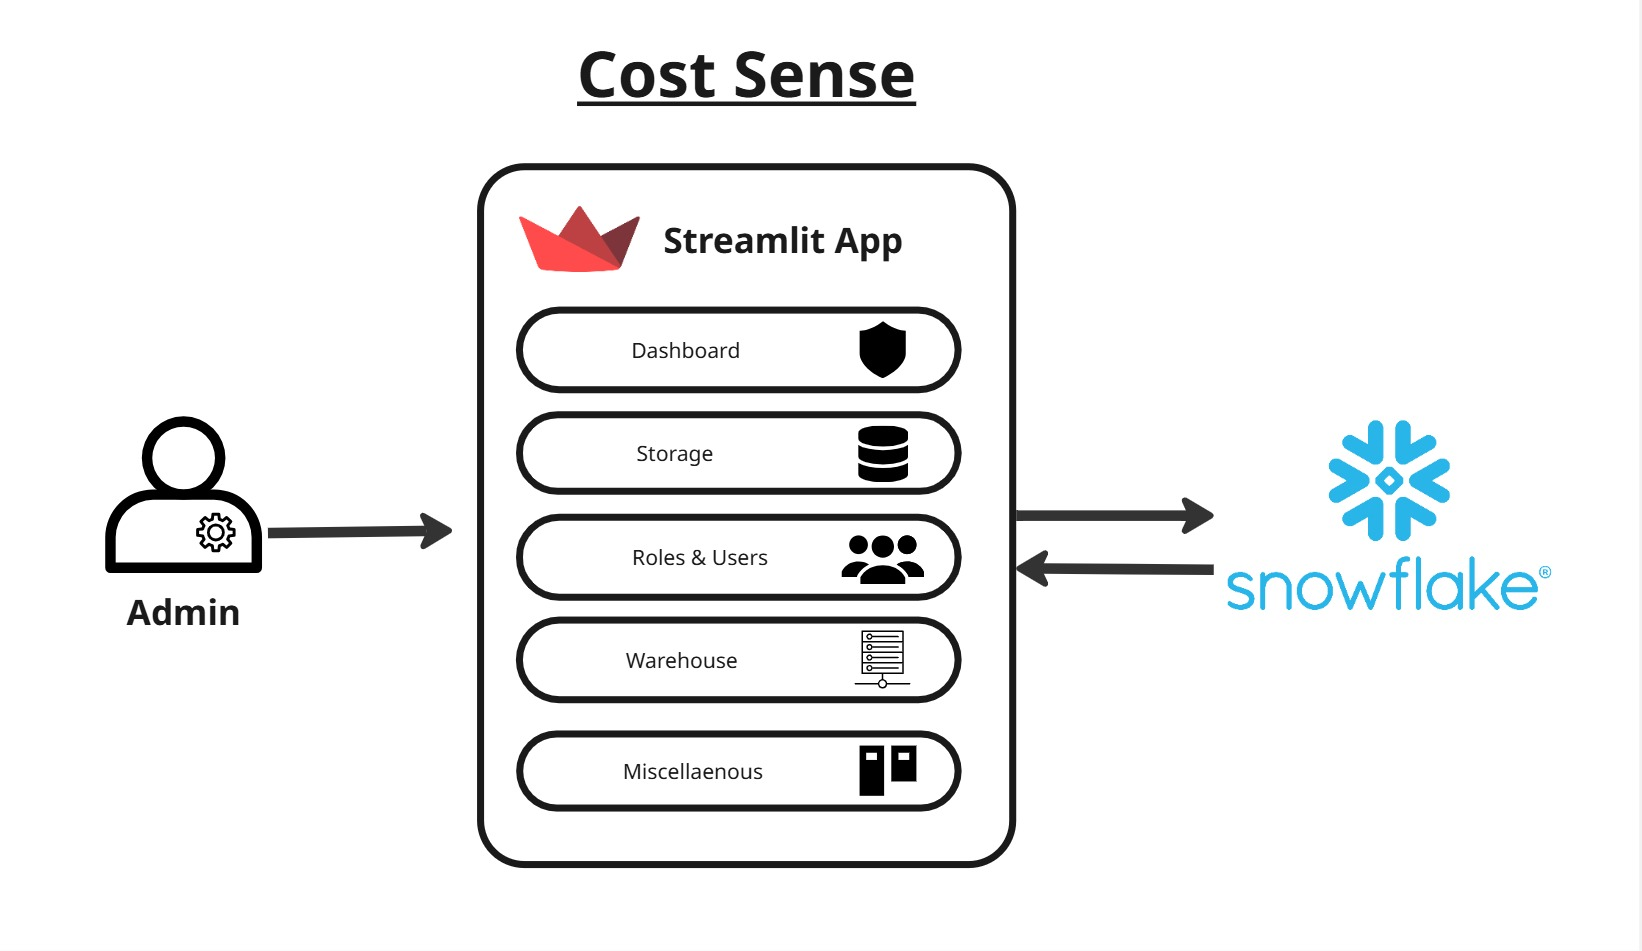 Cost Sense
Streamlit App
Dashboard
Storage
Roles & Users
Warehouse
Miscellaenous
Admin
snowflake®